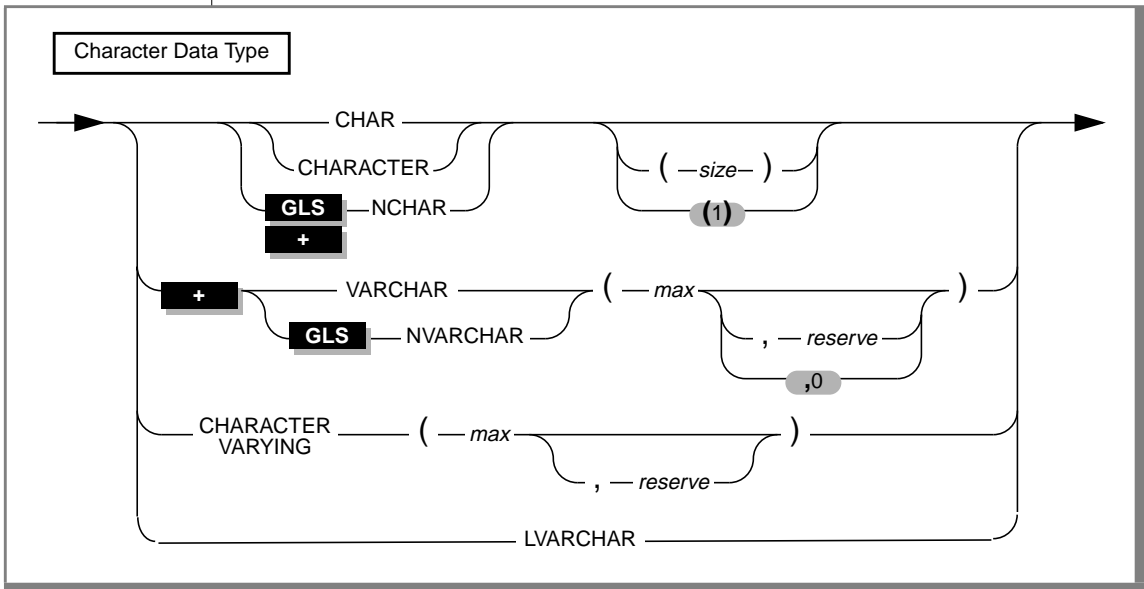 Character Data Type
CHAR
CHARACTER
( size )
GLS NCHAR
(1)
+
+ VARCHAR ( max )
GLS NVARCHAR
, reserve
,0
CHARACTER
VARYING
( max )
, reserve
LVARCHAR